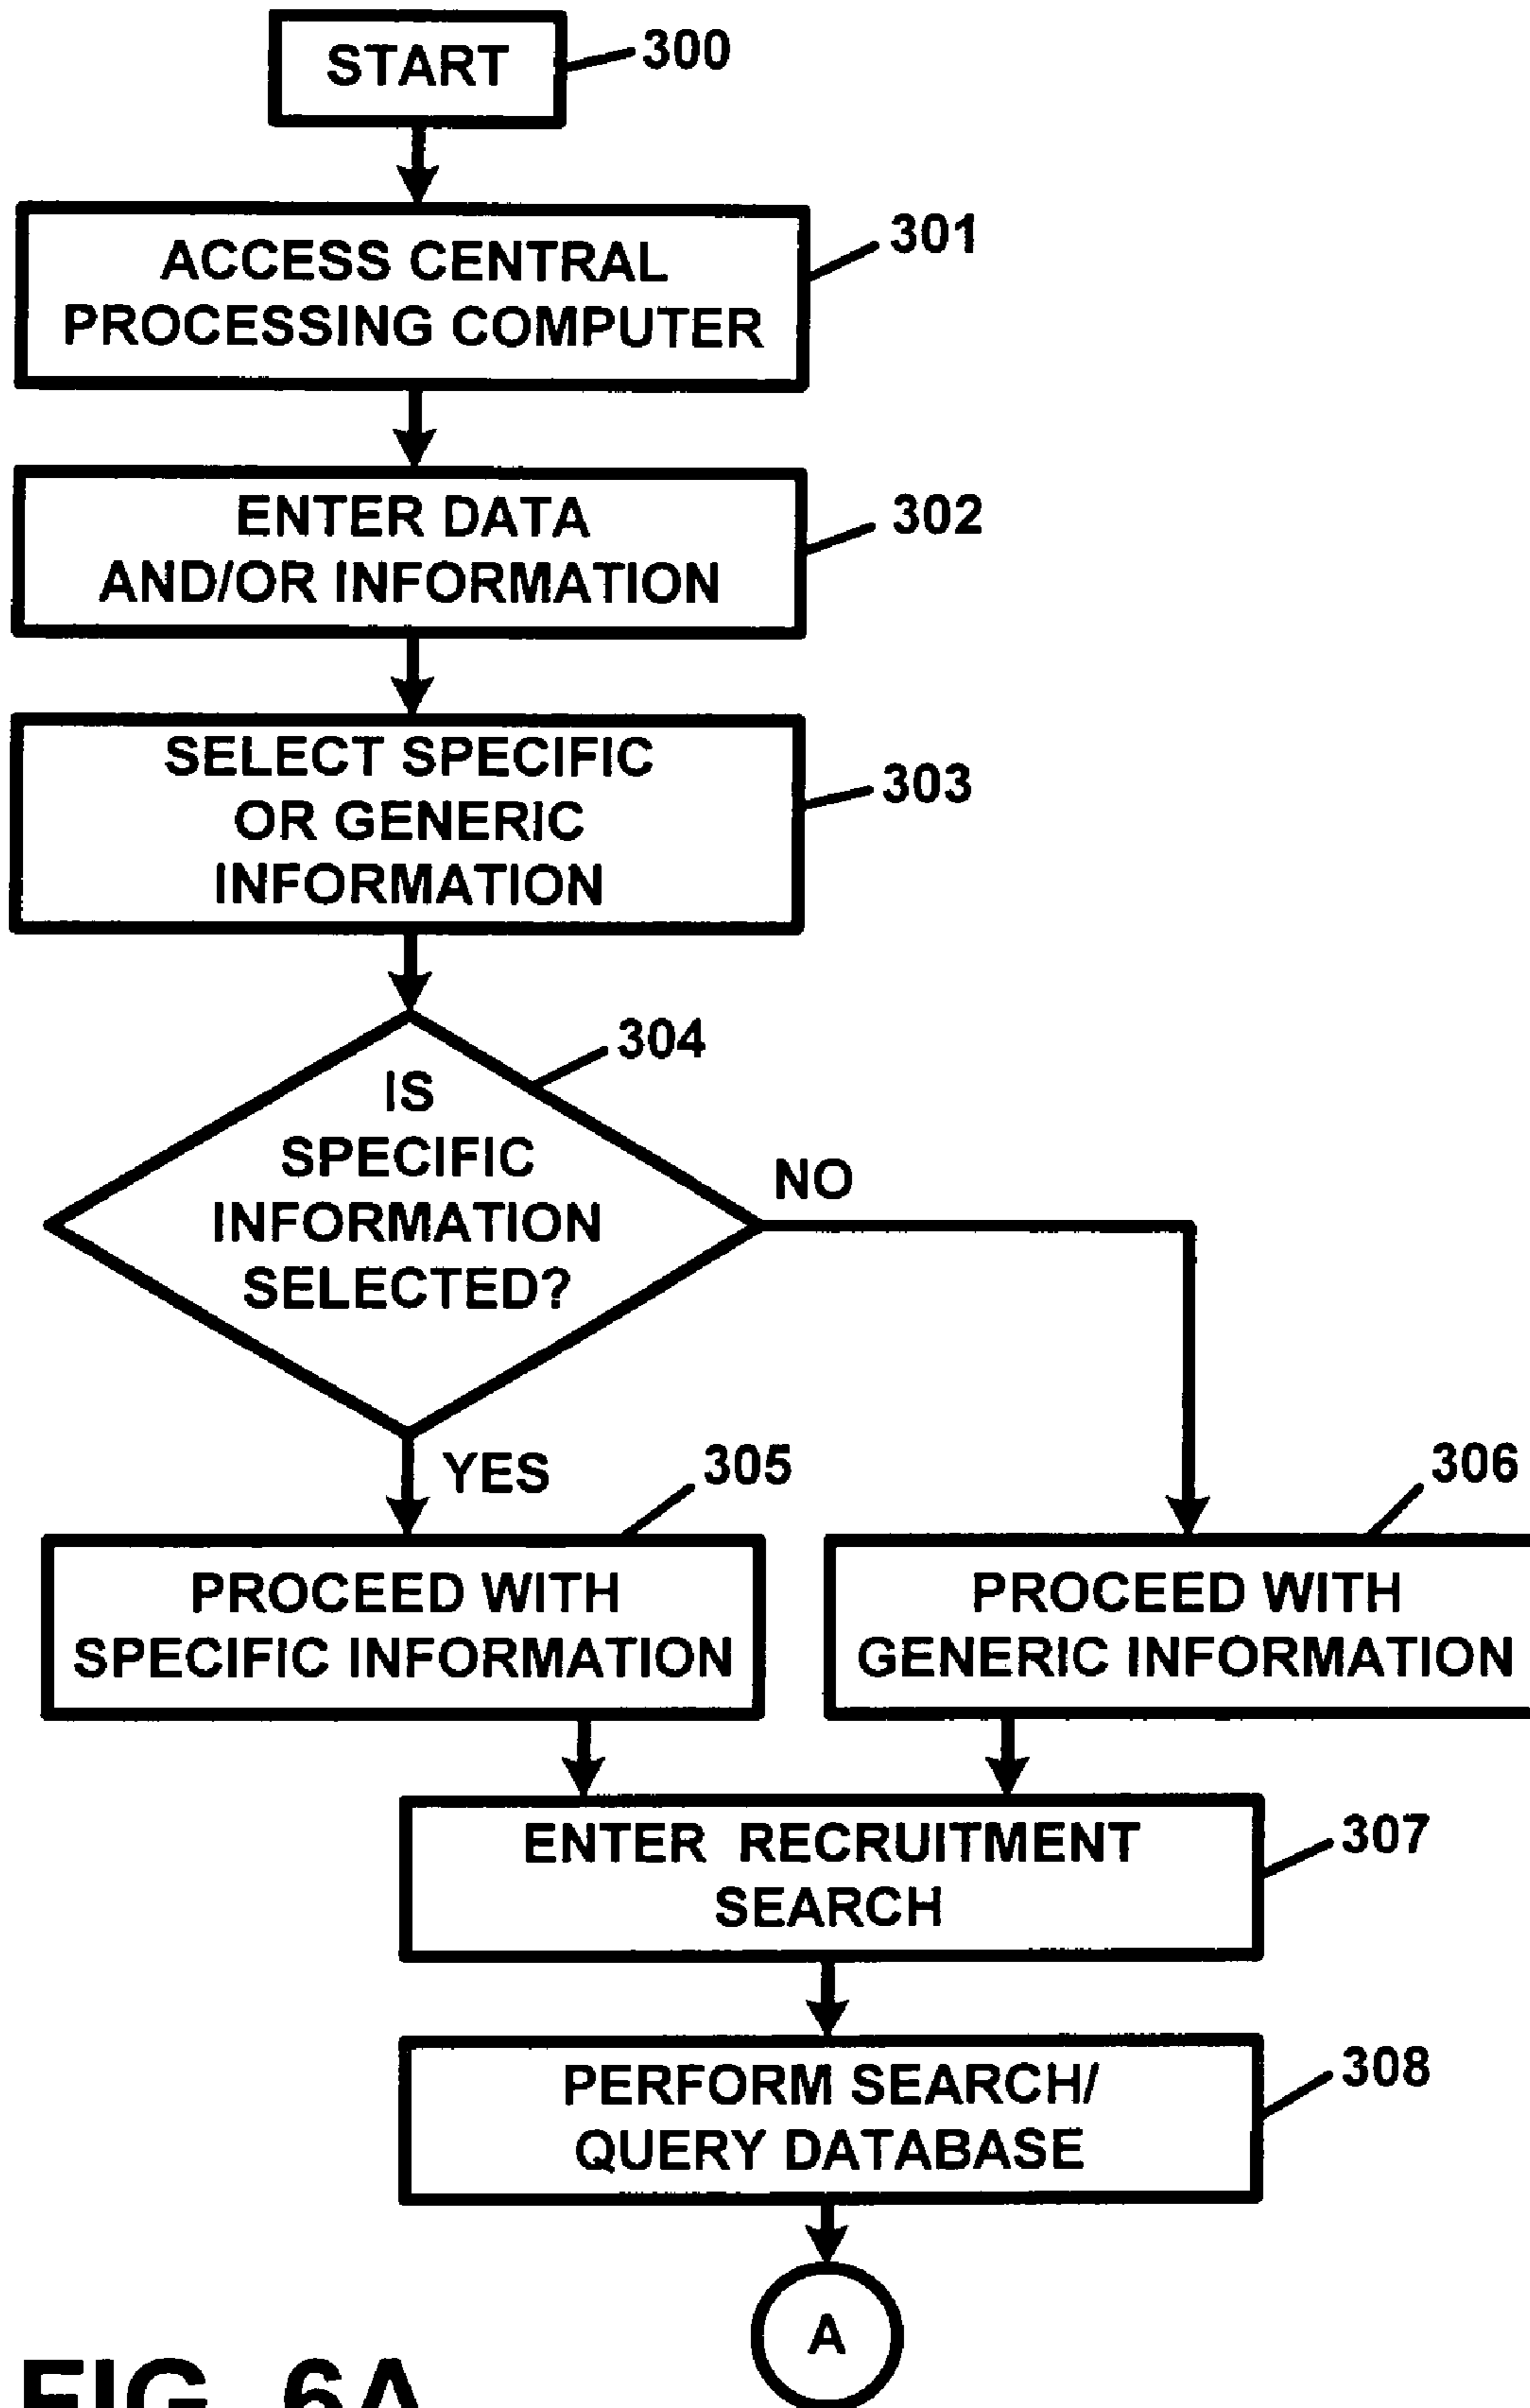 START
300
ACCESS CENTRAL
PROCESSING COMPUTER
301
ENTER DATA
AND/OR INFORMATION
302
SELECT SPECIFIC
OR GENERIC
INFORMATION
303
304
IS
SPECIFIC
INFORMATION
SELECTED?
NO
YES
305
306
PROCEED WITH
SPECIFIC INFORMATION
PROCEED WITH
GENERIC INFORMATION
ENTER RECRUITMENT
SEARCH
307
PERFORM SEARCH/
QUERY DATABASE
308
A
FIG. 6A